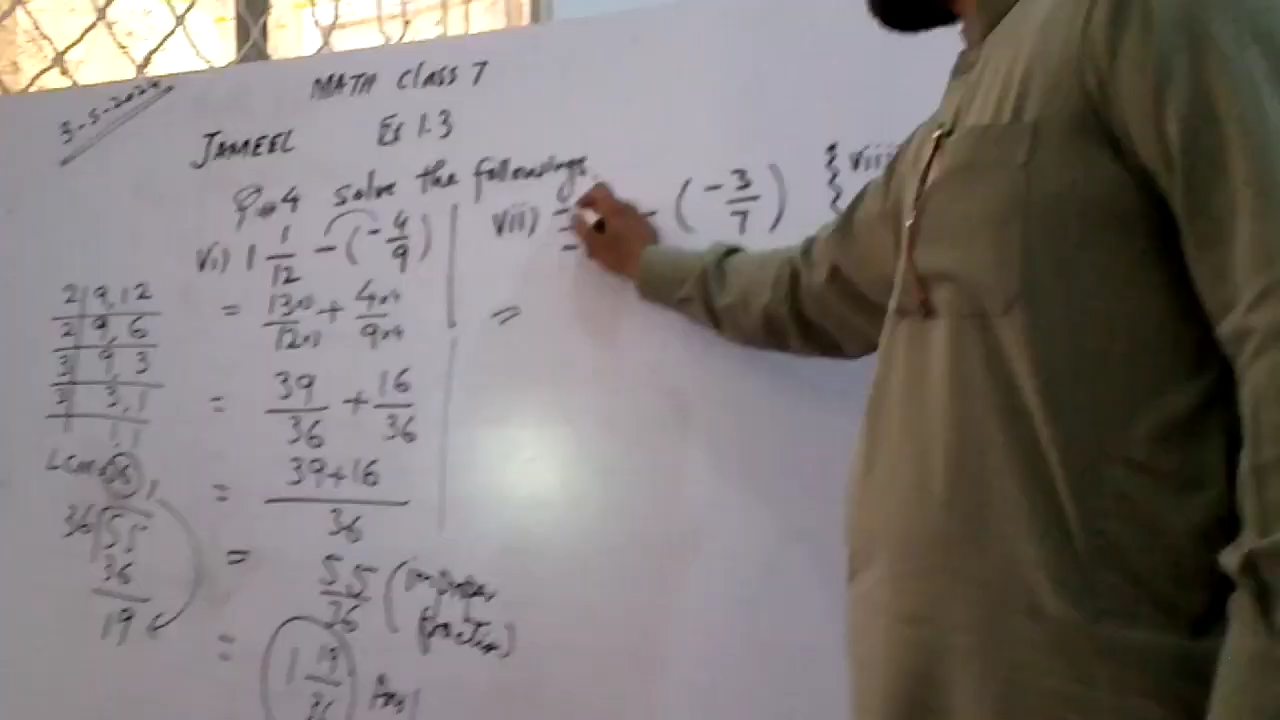 3-5-2024
MATH Class 7
JAMEEL Ex 1.3
Q#4 solve the followings
vi) 1 1/12 - (-4/9)
= 13×3/12×3 + 4×4/9×4
= 39/36 + 16/36
= 39+16/36
= 55/36 (improper fraction)
= 1 19/36 Ans
2 | 9, 12
2 | 9, 6
3 | 9, 3
3 | 3, 1
1, 1
LCM = 36
36 | 55
36
19
vii) - (-3/7)
=
viii